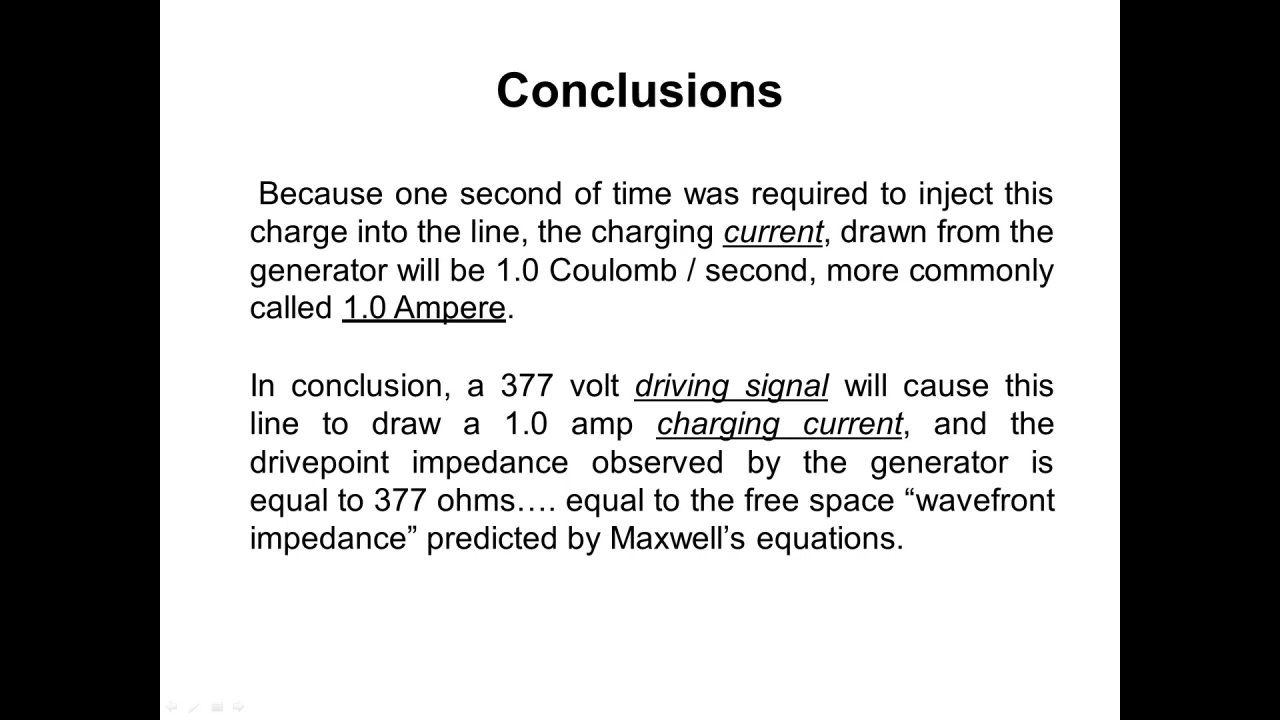 Conclusions
Because one second of time was required to inject this
charge into the line, the charging current, drawn from the
generator will be 1.0 Coulomb / second, more commonly
called 1.0 Ampere.
In conclusion, a 377 volt driving signal will cause this
line to draw a 1.0 amp charging current, and the
drivepoint impedance observed by the generator is
equal to 377 ohms…. equal to the free space “wavefront
impedance” predicted by Maxwell’s equations.